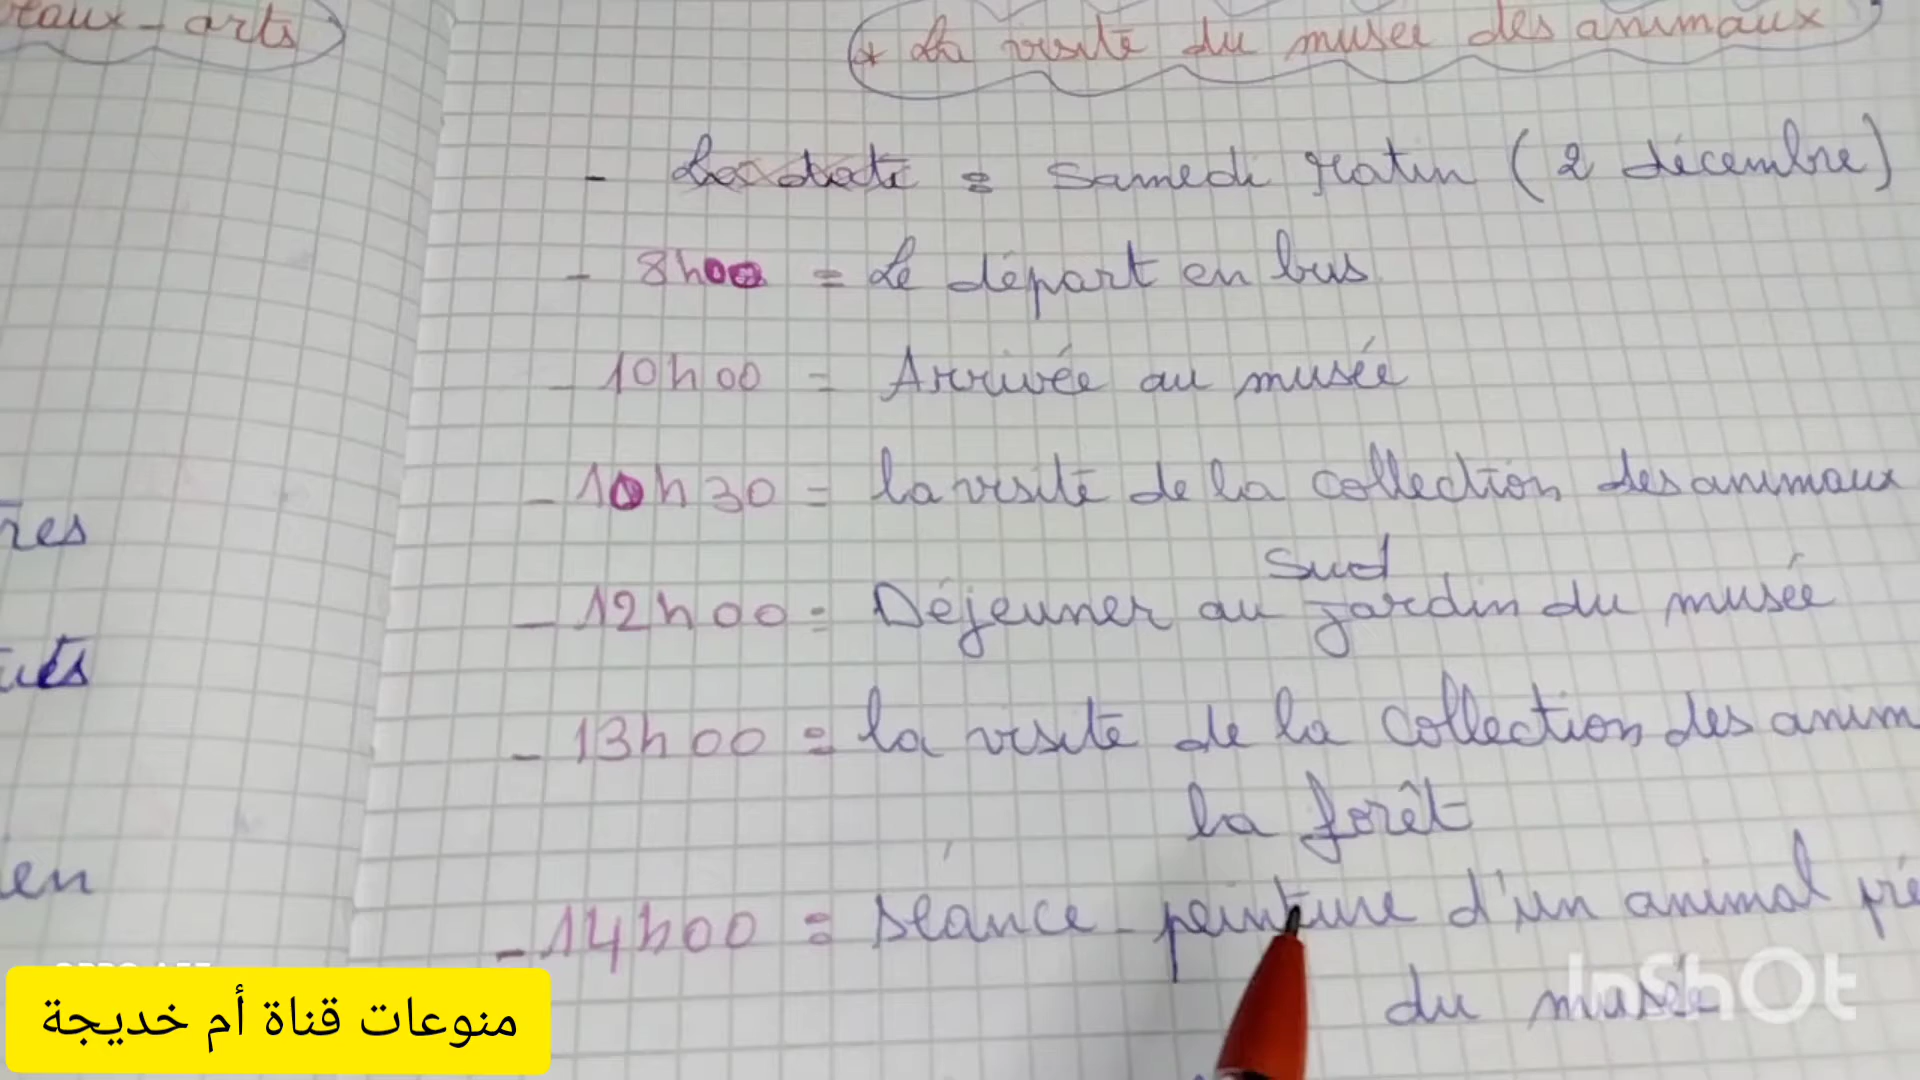 eaux-arts
* La visite du musée des animaux
- La date = Samedi Matin (2 décembre)
- 8h00 = Le départ en bus
- 10h00 = Arrivée au musée
- 10h30 = la visite de la collection des animaux
Sud
- 12h00 = Déjeuner au jardin du musée
- 13h00 = la visite de la collection des anim
la forêt
- 14h00 = séance-peinture d'un animal pré
du musée
res
en
InShOt
منوعات قناة أم خديجة